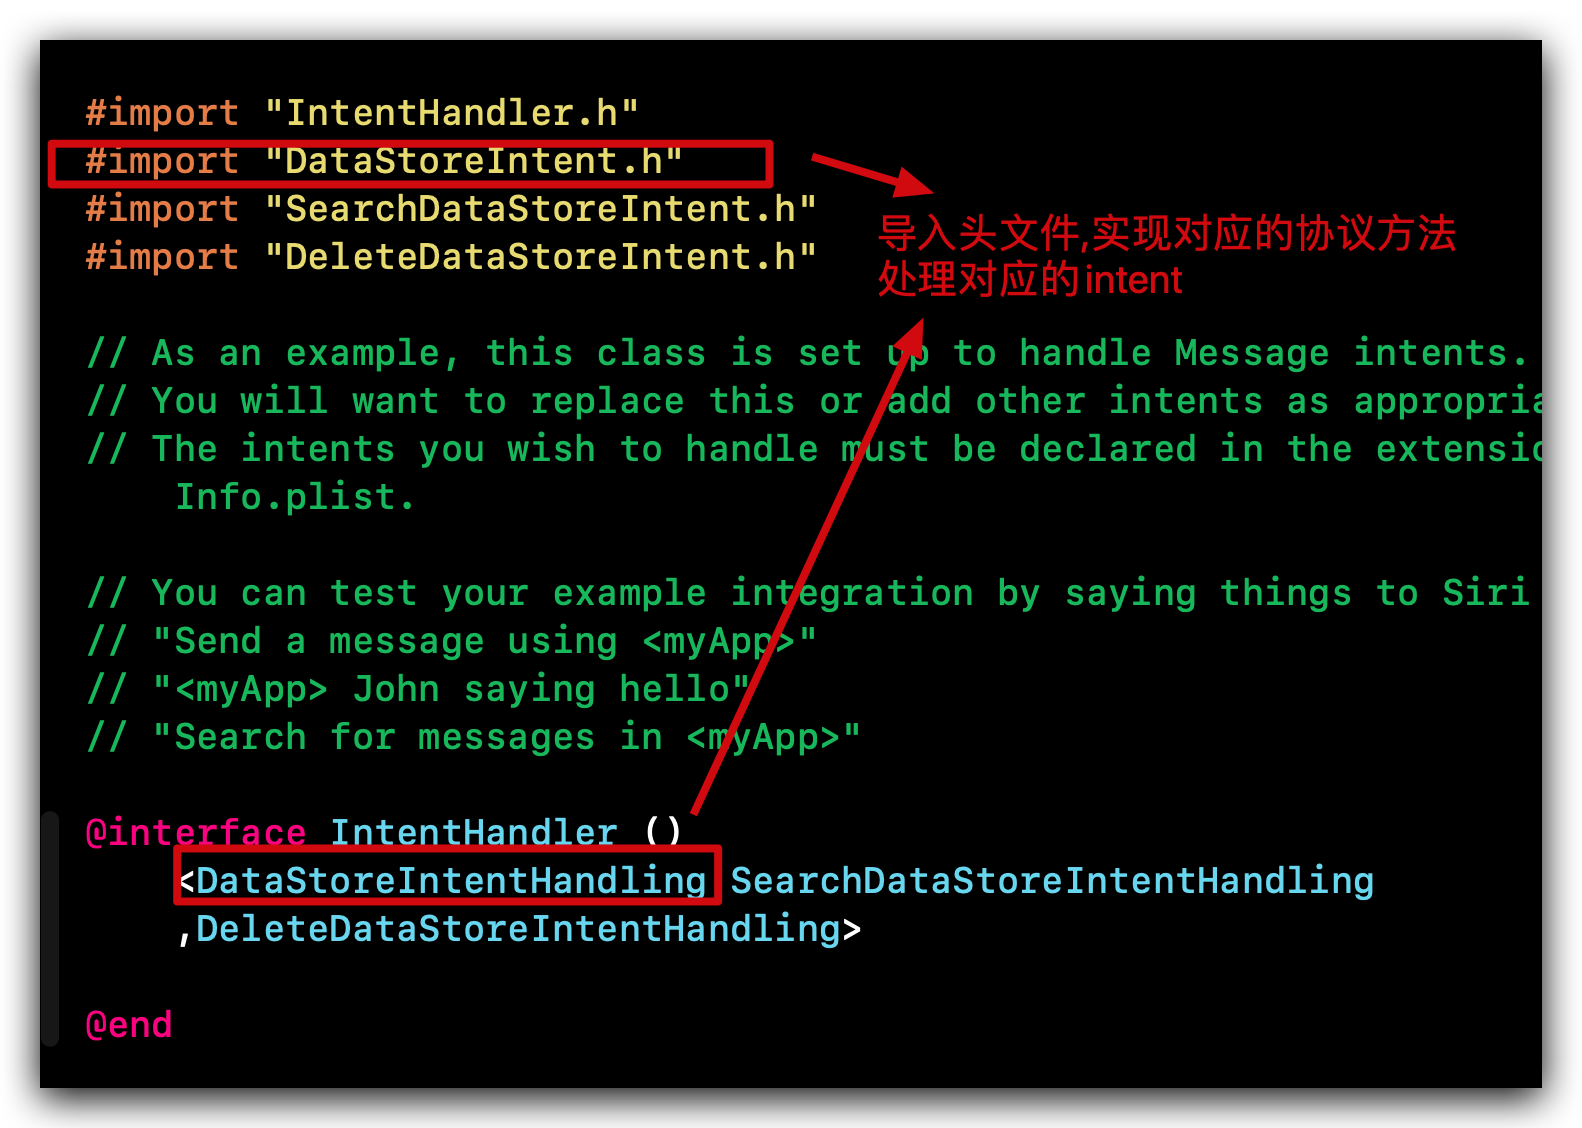 #import "IntentHandler.h"
#import "DataStoreIntent.h"
#import "SearchDataStoreIntent.h"
#import "DeleteDataStoreIntent.h"
导入头文件,实现对应的协议方法
处理对应的intent
// As an example, this class is set up to handle Message intents.
// You will want to replace this or add other intents as appropria
// The intents you wish to handle must be declared in the extensio
Info.plist.
// You can test your example integration by saying things to Siri
// "Send a message using <myApp>"
// "<myApp> John saying hello"
// "Search for messages in <myApp>"
@interface IntentHandler ()
<DataStoreIntentHandling SearchDataStoreIntentHandling
,DeleteDataStoreIntentHandling>
@end